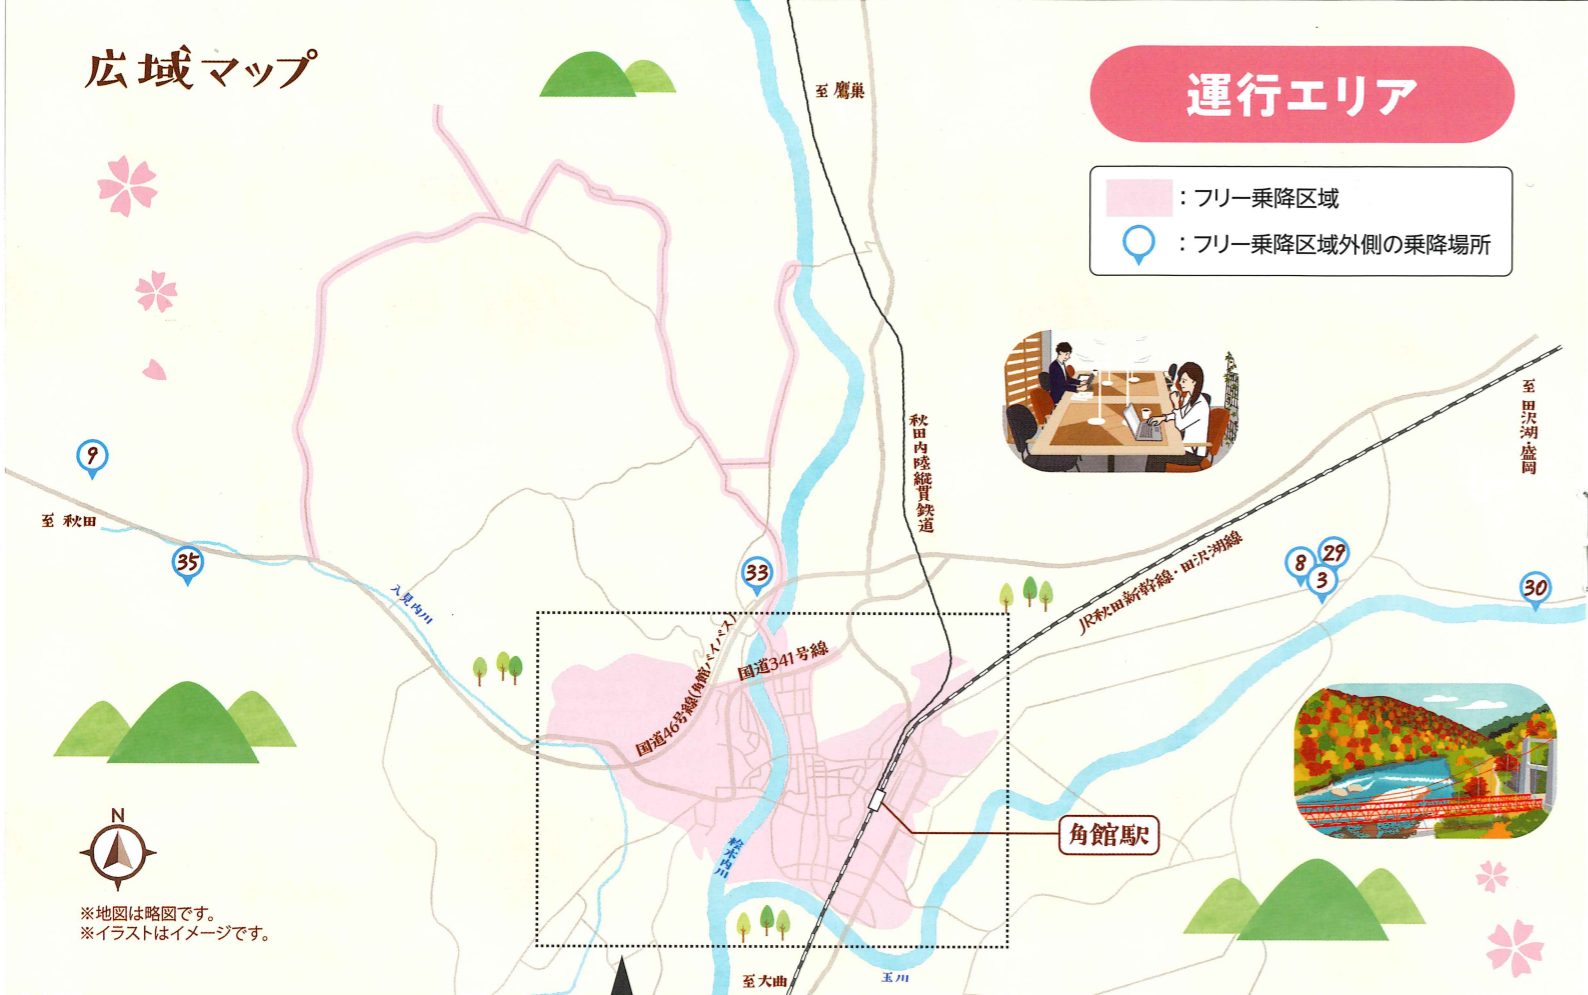 広域マップ
運行エリア
：フリー乗降区域
：フリー乗降区域外側の乗降場所
至 鷹巣
秋田内陸縦貫鉄道
至 田沢湖・盛岡
9
至 秋田
35
入見内川
33
JR秋田新幹線・田沢湖線
8
29
3
30
国道46号線(角館バイパス)
国道341号線
角館駅
桧木内川
N
※地図は略図です。
※イラストはイメージです。
至大曲
玉川